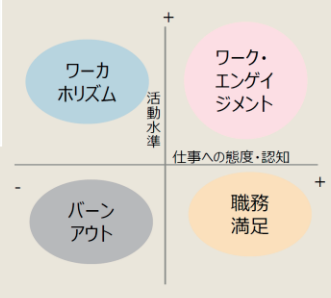 +
ワーカ
ホリズム
ワーク・
エンゲイ
ジメント
活動水準
仕事への態度・認知
-
+
バーン
アウト
職務
満足